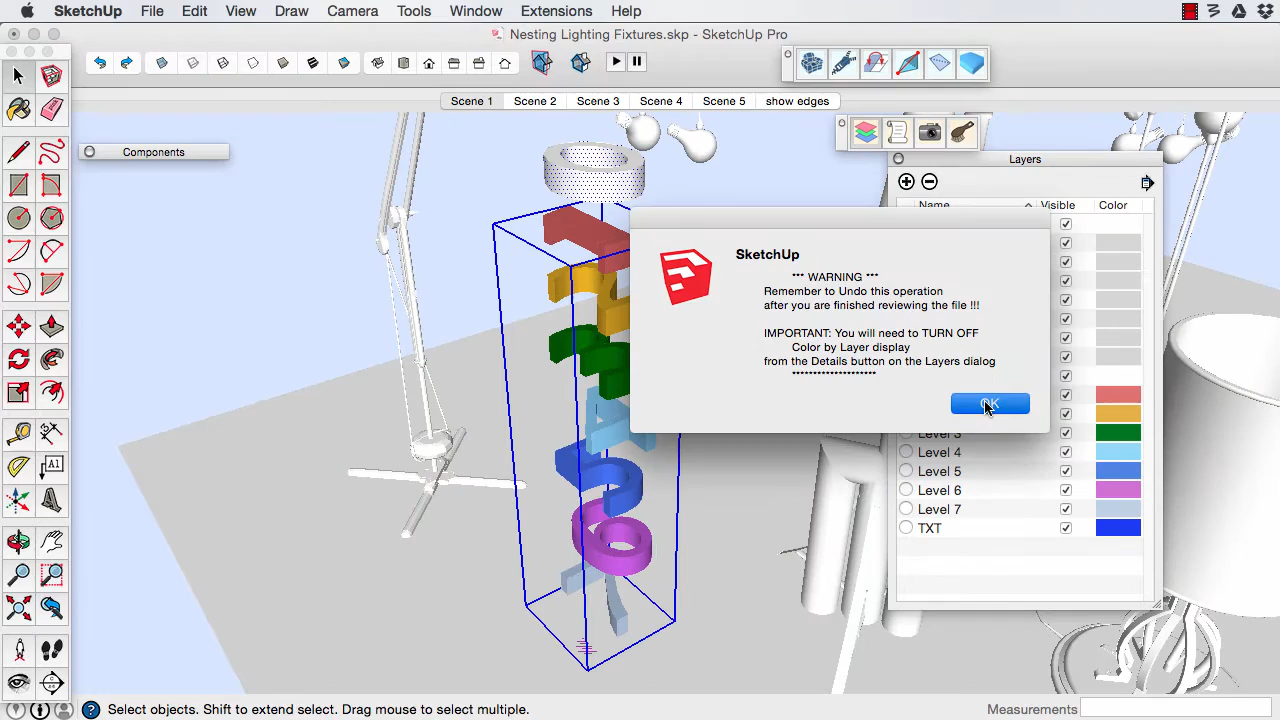 SketchUp File Edit View Draw Camera Tools Window Extensions Help
Nesting Lighting Fixtures.skp - SketchUp Pro
Scene 1 Scene 2 Scene 3 Scene 4 Scene 5 show edges
Components
Layers
Name Visible Color
SketchUp
*** WARNING ***
Remember to Undo this operation
after you are finished reviewing the file !!!
IMPORTANT: You will need to TURN OFF
Color by Layer display
from the Details button on the Layers dialog
********************
OK
Level 3
Level 4
Level 5
Level 6
Level 7
TXT
A1
Select objects. Shift to extend select. Drag mouse to select multiple.
Measurements